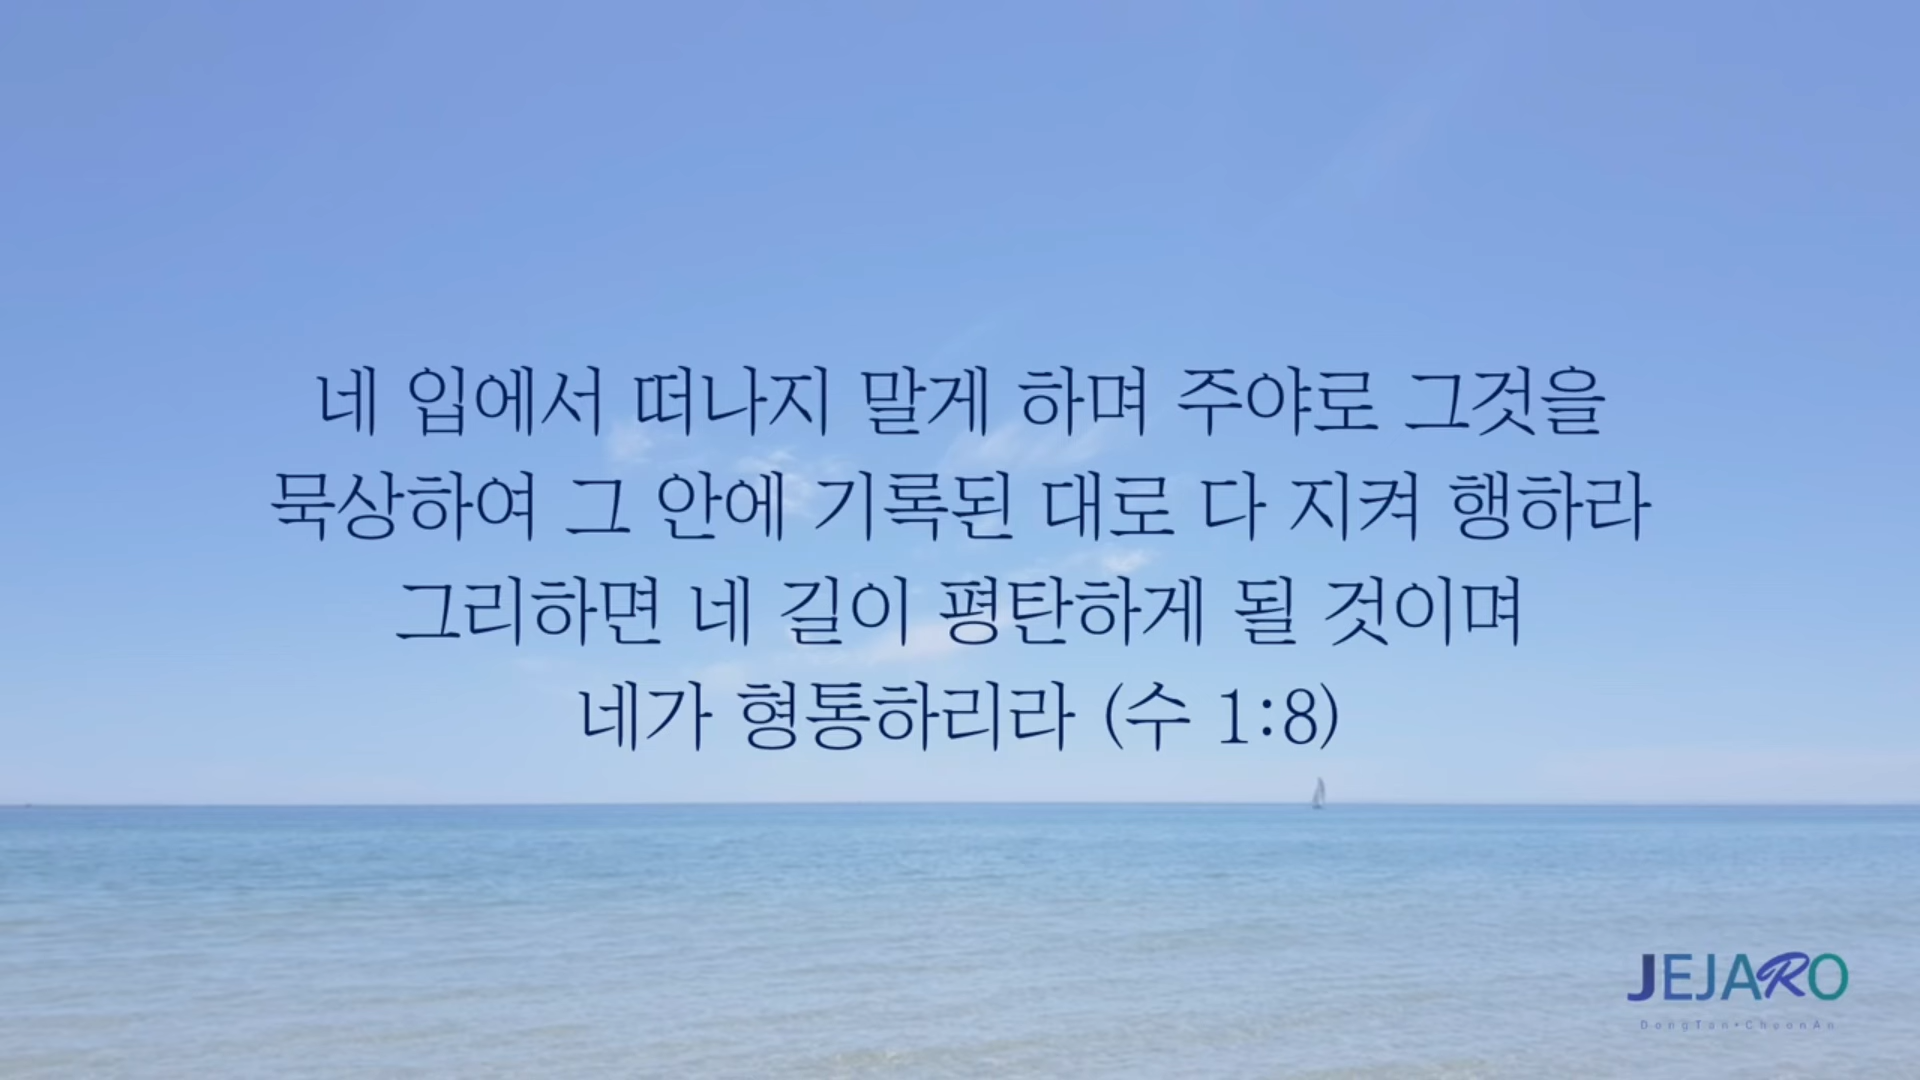 네 입에서 떠나지 말게 하며 주야로 그것을
묵상하여 그 안에 기록된 대로 다 지켜 행하라
그리하면 네 길이 평탄하게 될 것이며
네가 형통하리라 (수 1:8)
JEJARO
DongTan•CheonAn